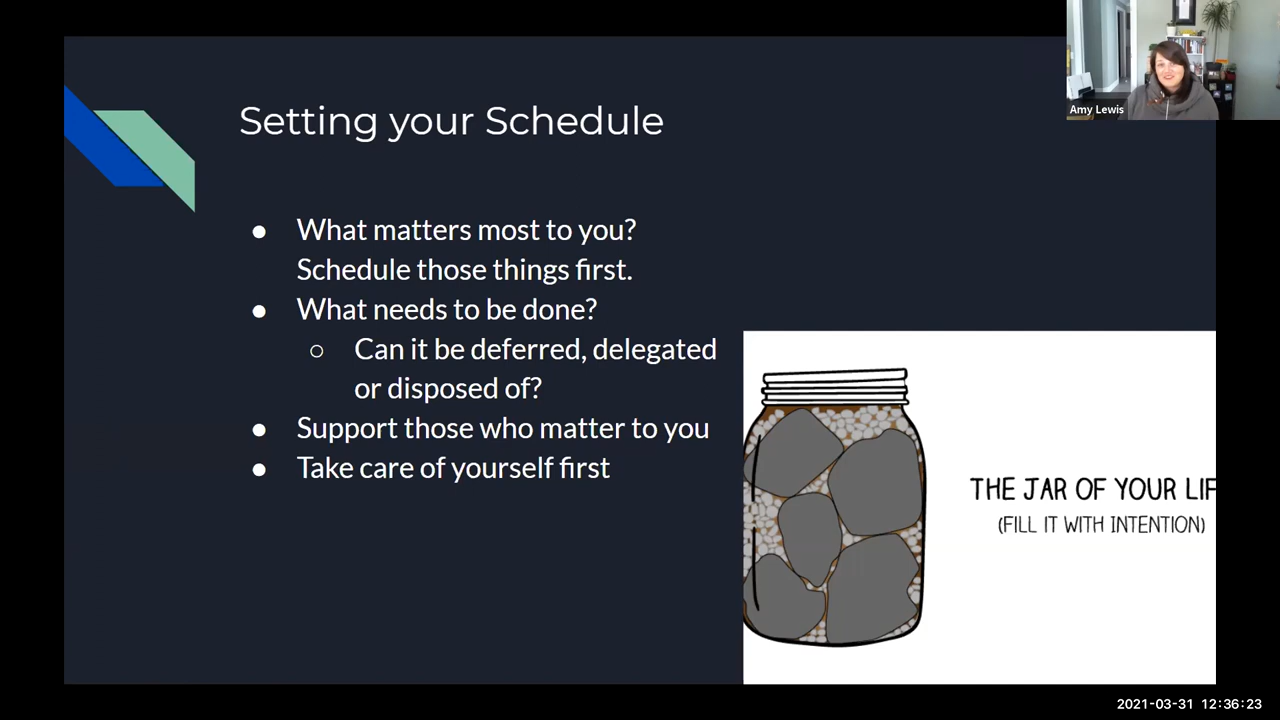 Setting your Schedule
● What matters most to you?
Schedule those things first.
● What needs to be done?
○ Can it be deferred, delegated
or disposed of?
● Support those who matter to you
● Take care of yourself first
THE JAR OF YOUR LIF
(FILL IT WITH INTENTION)
Amy Lewis
2021-03-31 12:36:23